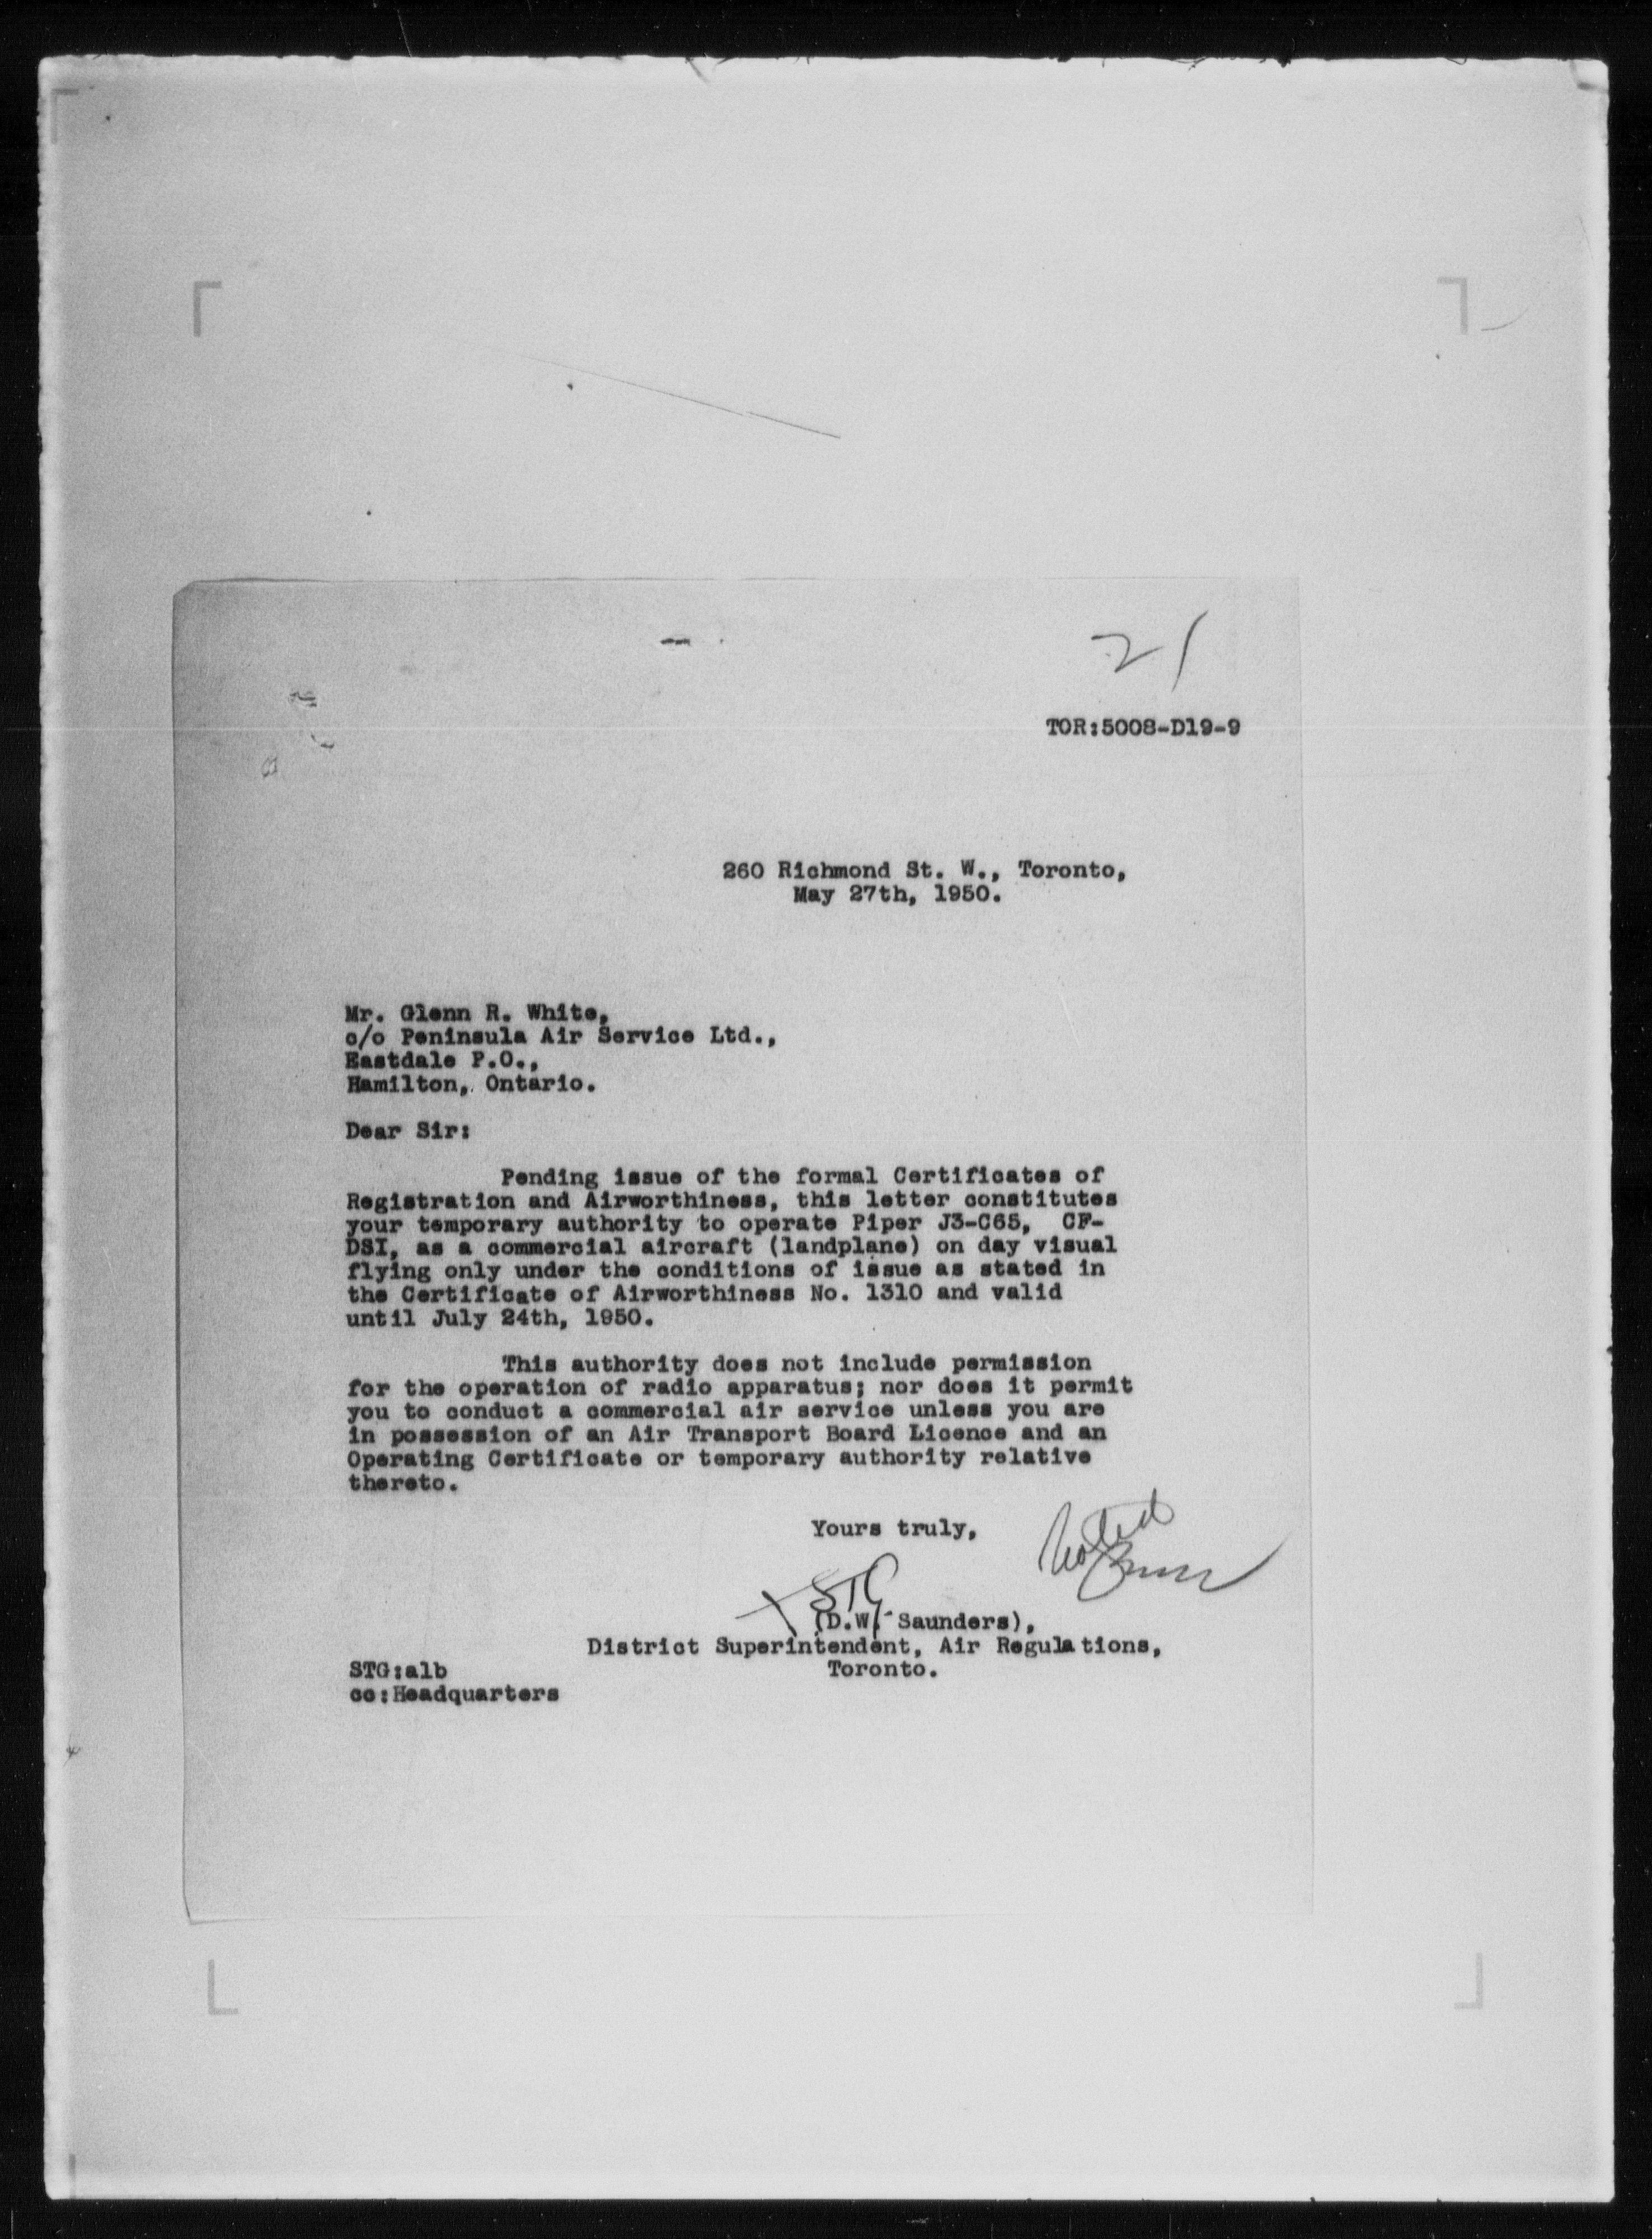 21
TOR:5008-D19-9
260 Richmond St. W., Toronto,
May 27th, 1950.
Mr. Glenn R. White,
c/o Peninsula Air Service Ltd.,
Eastdale P.O.,
Hamilton, Ontario.
Dear Sir:
Pending issue of the formal Certificates of
Registration and Airworthiness, this letter constitutes
your temporary authority to operate Piper J3-C65, CF-
DSI, as a commercial aircraft (landplane) on day visual
flying only under the conditions of issue as stated in
the Certificate of Airworthiness No. 1310 and valid
until July 24th, 1950.
This authority does not include permission
for the operation of radio apparatus; nor does it permit
you to conduct a commercial air service unless you are
in possession of an Air Transport Board Licence and an
Operating Certificate or temporary authority relative
thereto.
Yours truly,
Noted
STG
(D.W. Saunders),
District Superintendent, Air Regulations,
Toronto.
STG:alb
cc:Headquarters